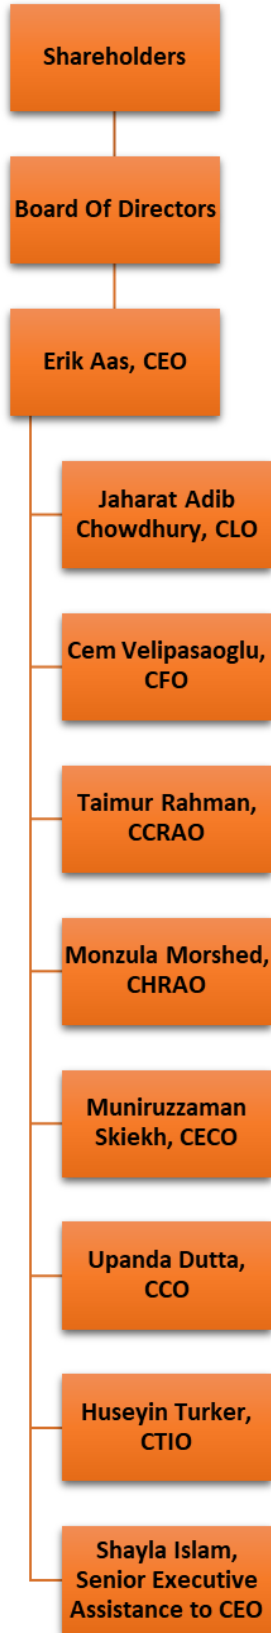 Shareholders
Board Of Directors
Erik Aas, CEO
Jaharat Adib
Chowdhury, CLO
Cem Velipasaoglu,
CFO
Taimur Rahman,
CCRAO
Monzula Morshed,
CHRAO
Muniruzzaman
Skiekh, CECO
Upanda Dutta,
CCO
Huseyin Turker,
CTIO
Shayla Islam,
Senior Executive
Assistance to CEO